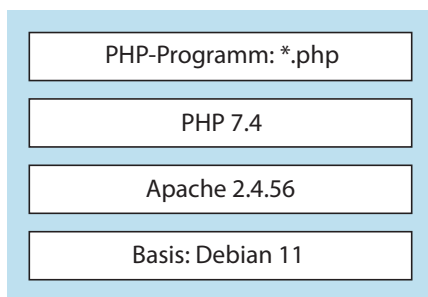 PHP-Programm: *.php
PHP 7.4
Apache 2.4.56
Basis: Debian 11